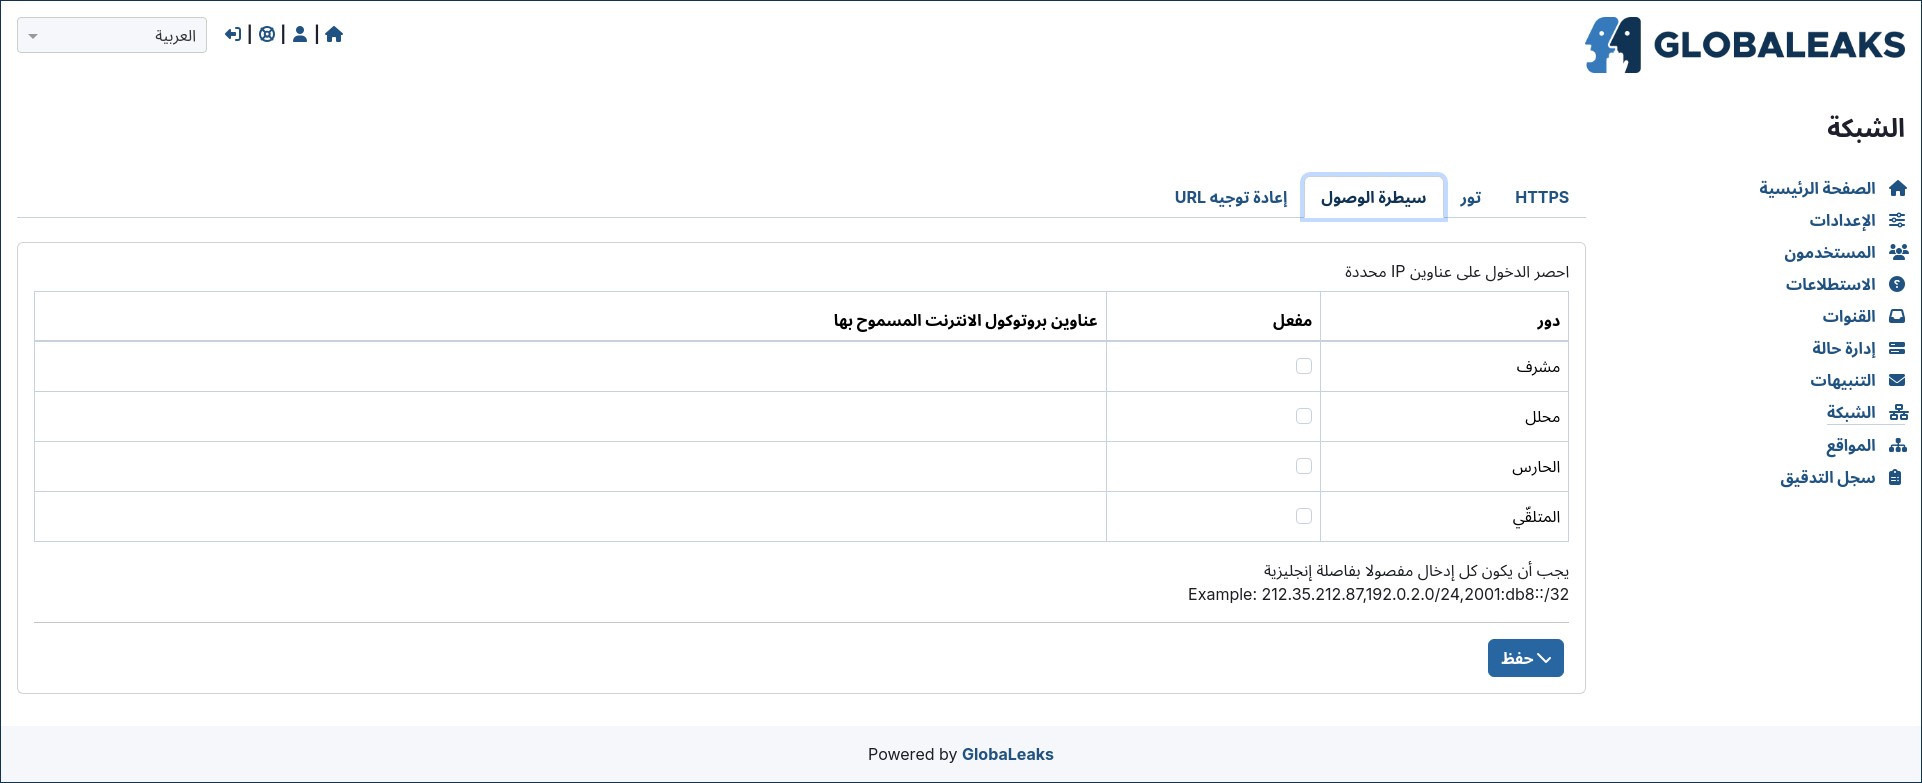 GLOBALEAKS
العربية
الشبكة
الصفحة الرئيسية
الإعدادات
المستخدمون
الاستطلاعات
القنوات
إدارة حالة
التنبيهات
الشبكة
المواقع
سجل التدقيق
HTTPS تور سيطرة الوصول إعادة توجيه URL
احصر الدخول على عناوين IP محددة
دور مفعل عناوين بروتوكول الانترنت المسموح بها
مشرف
محلل
الحارس
المتلقّي
يجب أن يكون كل إدخال مفصولا بفاصلة إنجليزية
Example: 212.35.212.87,192.0.2.0/24,2001:db8::/32
حفظ
Powered by GlobaLeaks